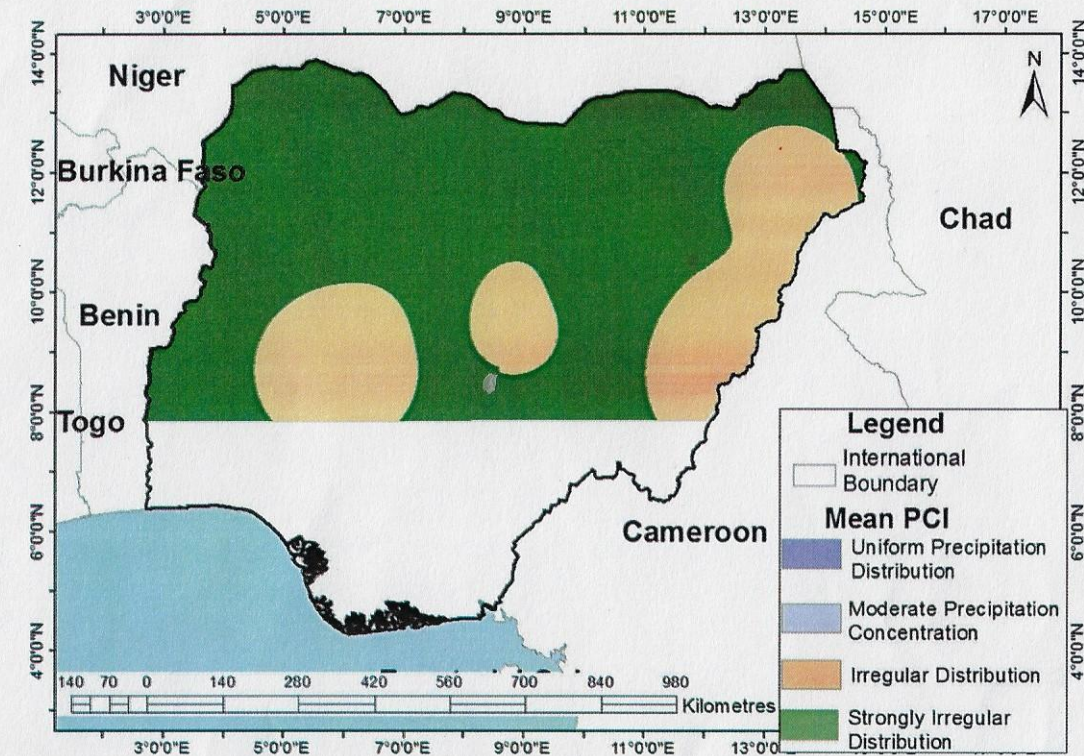 3°0'0"E 5°0'0"E 7°0'0"E 9°0'0"E 11°0'0"E 13°0'0"E 15°0'0"E 17°0'0"E
14°0'0"N
14°0'0"N
N
Niger
12°0'0"N
Burkina Faso
12°0'0"N
Chad
10°0'0"N
Benin
10°0'0"N
8°0'0"N
Togo
8°0'0"N
Legend
International
Boundary
Mean PCI
Uniform Precipitation
Distribution
Moderate Precipitation
Concentration
Irregular Distribution
Strongly Irregular
Distribution
6°0'0"N
Cameroon
6°0'0"N
4°0'0"N
4°0'0"N
140 70 0 140 280 420 560 700 840 980
Kilometres
3°0'0"E 5°0'0"E 7°0'0"E 9°0'0"E 11°0'0"E